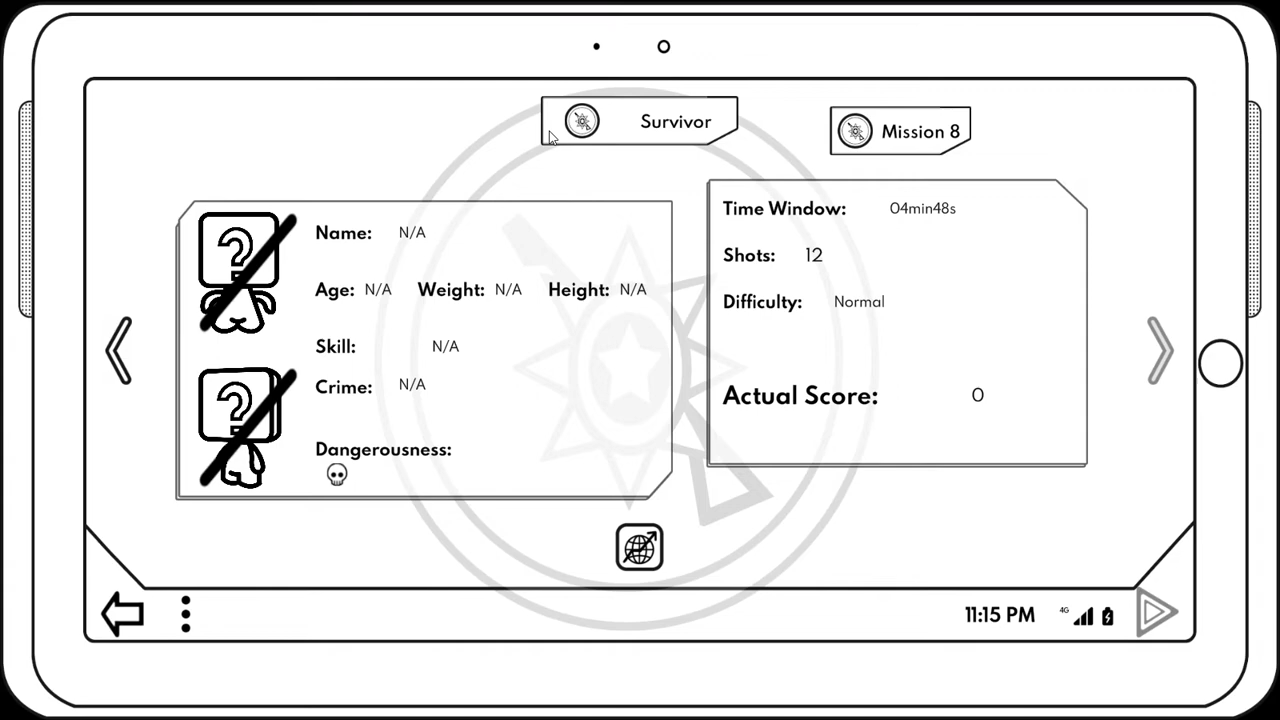 Survivor
Mission 8
Name: N/A
Age: N/A Weight: N/A Height: N/A
Skill: N/A
Crime: N/A
Dangerousness:
Time Window: 04min48s
Shots: 12
Difficulty: Normal
Actual Score: 0
?
?
11:15 PM 4G